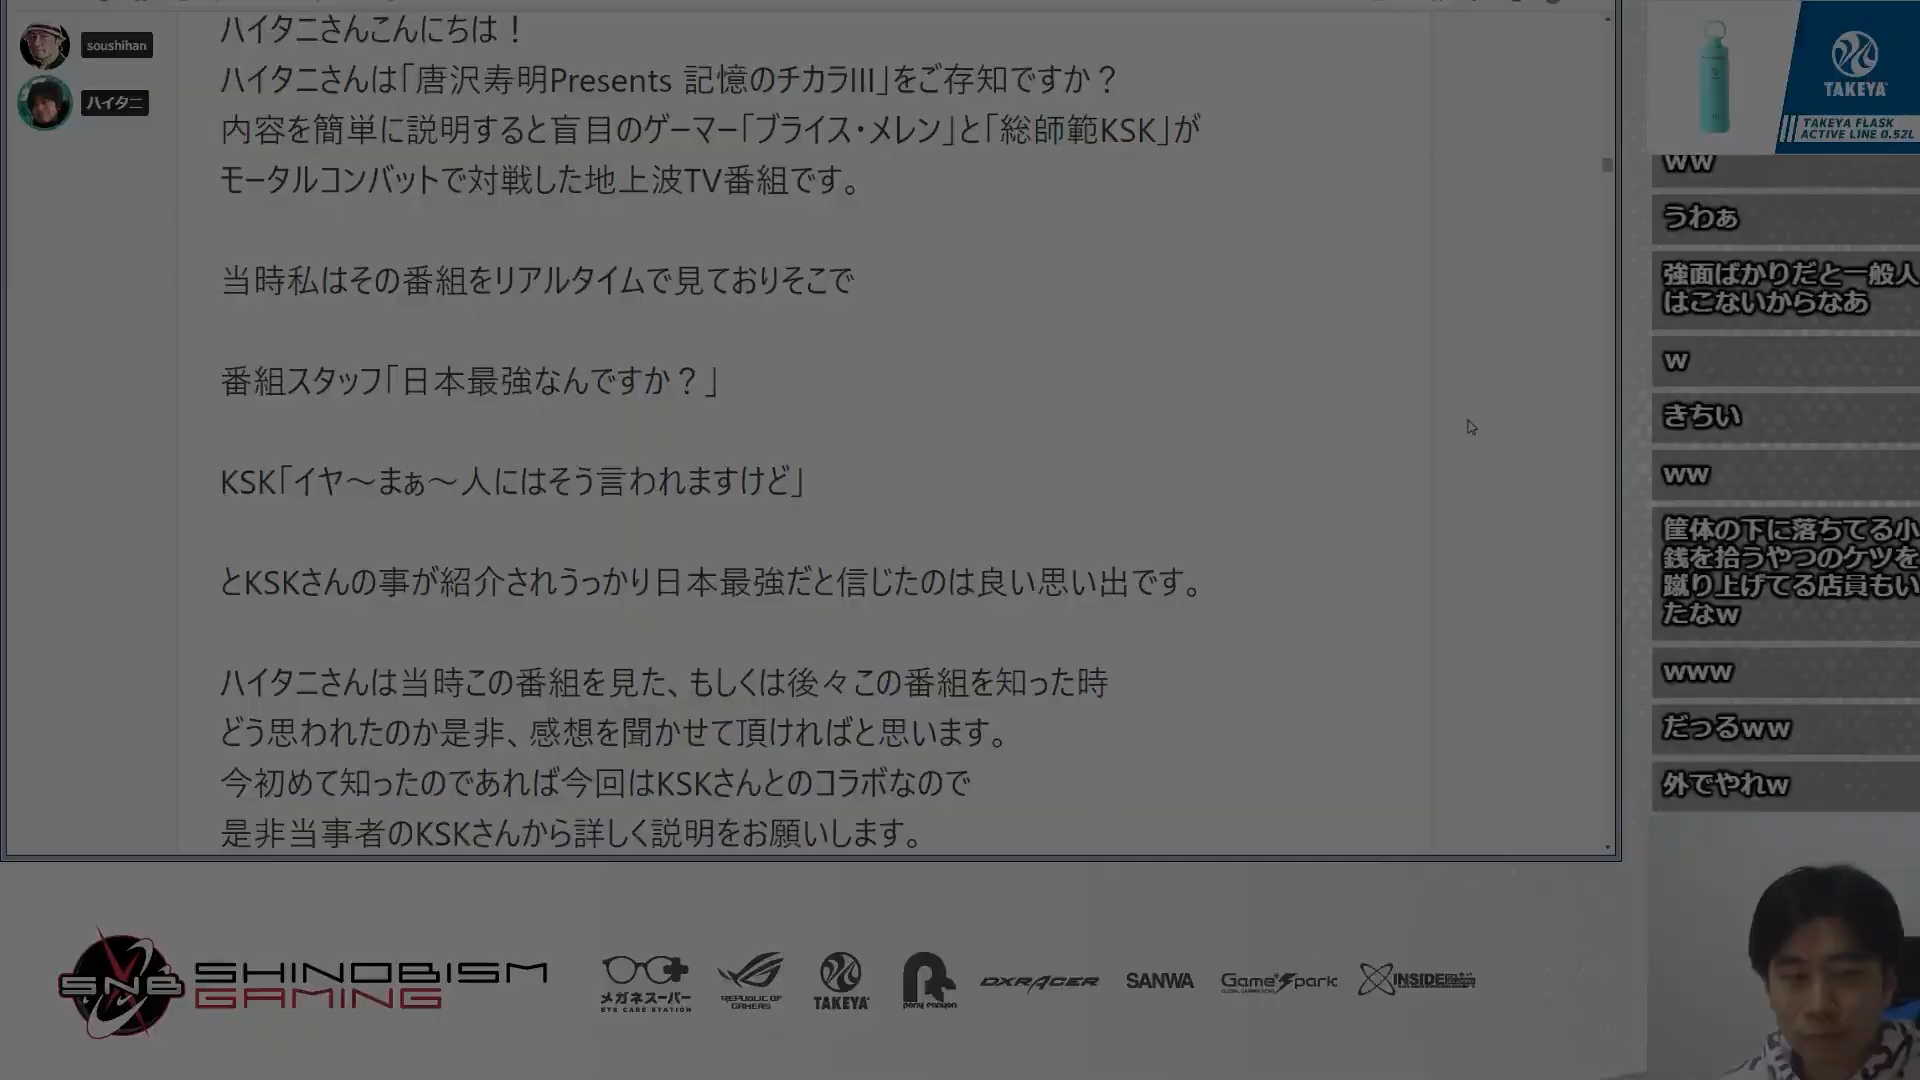 soushihan
ハイタニ
ハイタニさんこんにちは！
ハイタニさんは「唐沢寿明Presents 記憶のチカラIII」をご存知ですか？
内容を簡単に説明すると盲目のゲーマー「ブライス・メレン」と「総師範KSK」が
モータルコンバットで対戦した地上波TV番組です。
当時私はその番組をリアルタイムで見ておりそこで
番組スタッフ「日本最強なんですか？」
KSK「イヤ～まぁ～人にはそう言われますけど」
とKSKさんの事が紹介されうっかり日本最強だと信じたのは良い思い出です。
ハイタニさんは当時この番組を見た、もしくは後々この番組を知った時
どう思われたのか是非、感想を聞かせて頂ければと思います。
今初めて知ったのであれば今回はKSKさんとのコラボなので
是非当事者のKSKさんから詳しく説明をお願いします。
TAKEYA
TAKEYA FLASK
ACTIVE LINE 0.52L
ww
うわぁ
強面ばかりだと一般人
はこないからなあ
w
きちい
ww
筐体の下に落ちてる小
銭を拾うやつのケツを
蹴り上げてる店員もい
たなw
www
だっるww
外でやれw
SNB
SHINOBISM
GAMING
メガネスーパー
EYE CARE STATION
REPUBLIC OF
GAMERS
TAKEYA
DXRACER
SANWA
Game*Spark
INSIDE